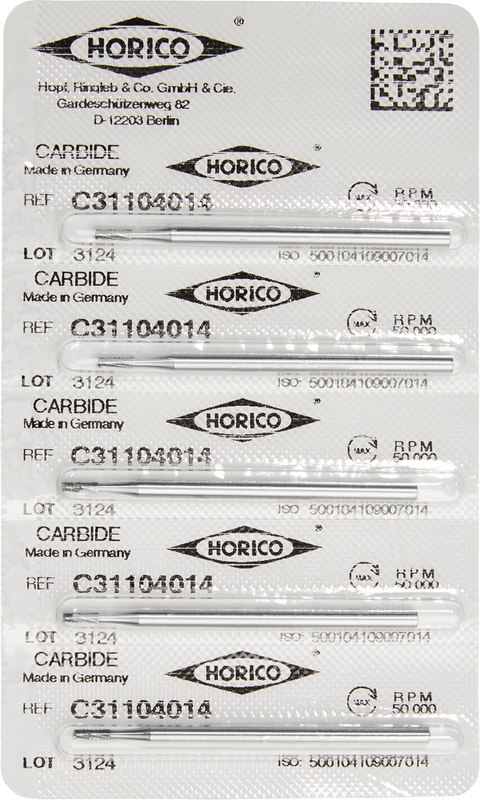 HORICO ®
Hopf, Ringleb & Co. GmbH & Cie.
Gardeschützenweg 82
D-12203 Berlin
CARBIDE HORICO ®
Made in Germany
REF C31104014 MAX RPM 50.000
LOT 3124 ISO: 500104109007014
CARBIDE HORICO ®
Made in Germany
REF C31104014 MAX RPM 50.000
LOT 3124 ISO: 500104109007014
CARBIDE HORICO ®
Made in Germany
REF C31104014 MAX RPM 50.000
LOT 3124 ISO: 500104109007014
CARBIDE HORICO ®
Made in Germany
REF C31104014 MAX RPM 50.000
LOT 3124 ISO: 500104109007014
CARBIDE HORICO ®
Made in Germany
REF C31104014 MAX RPM 50.000
LOT 3124 ISO: 500104109007014